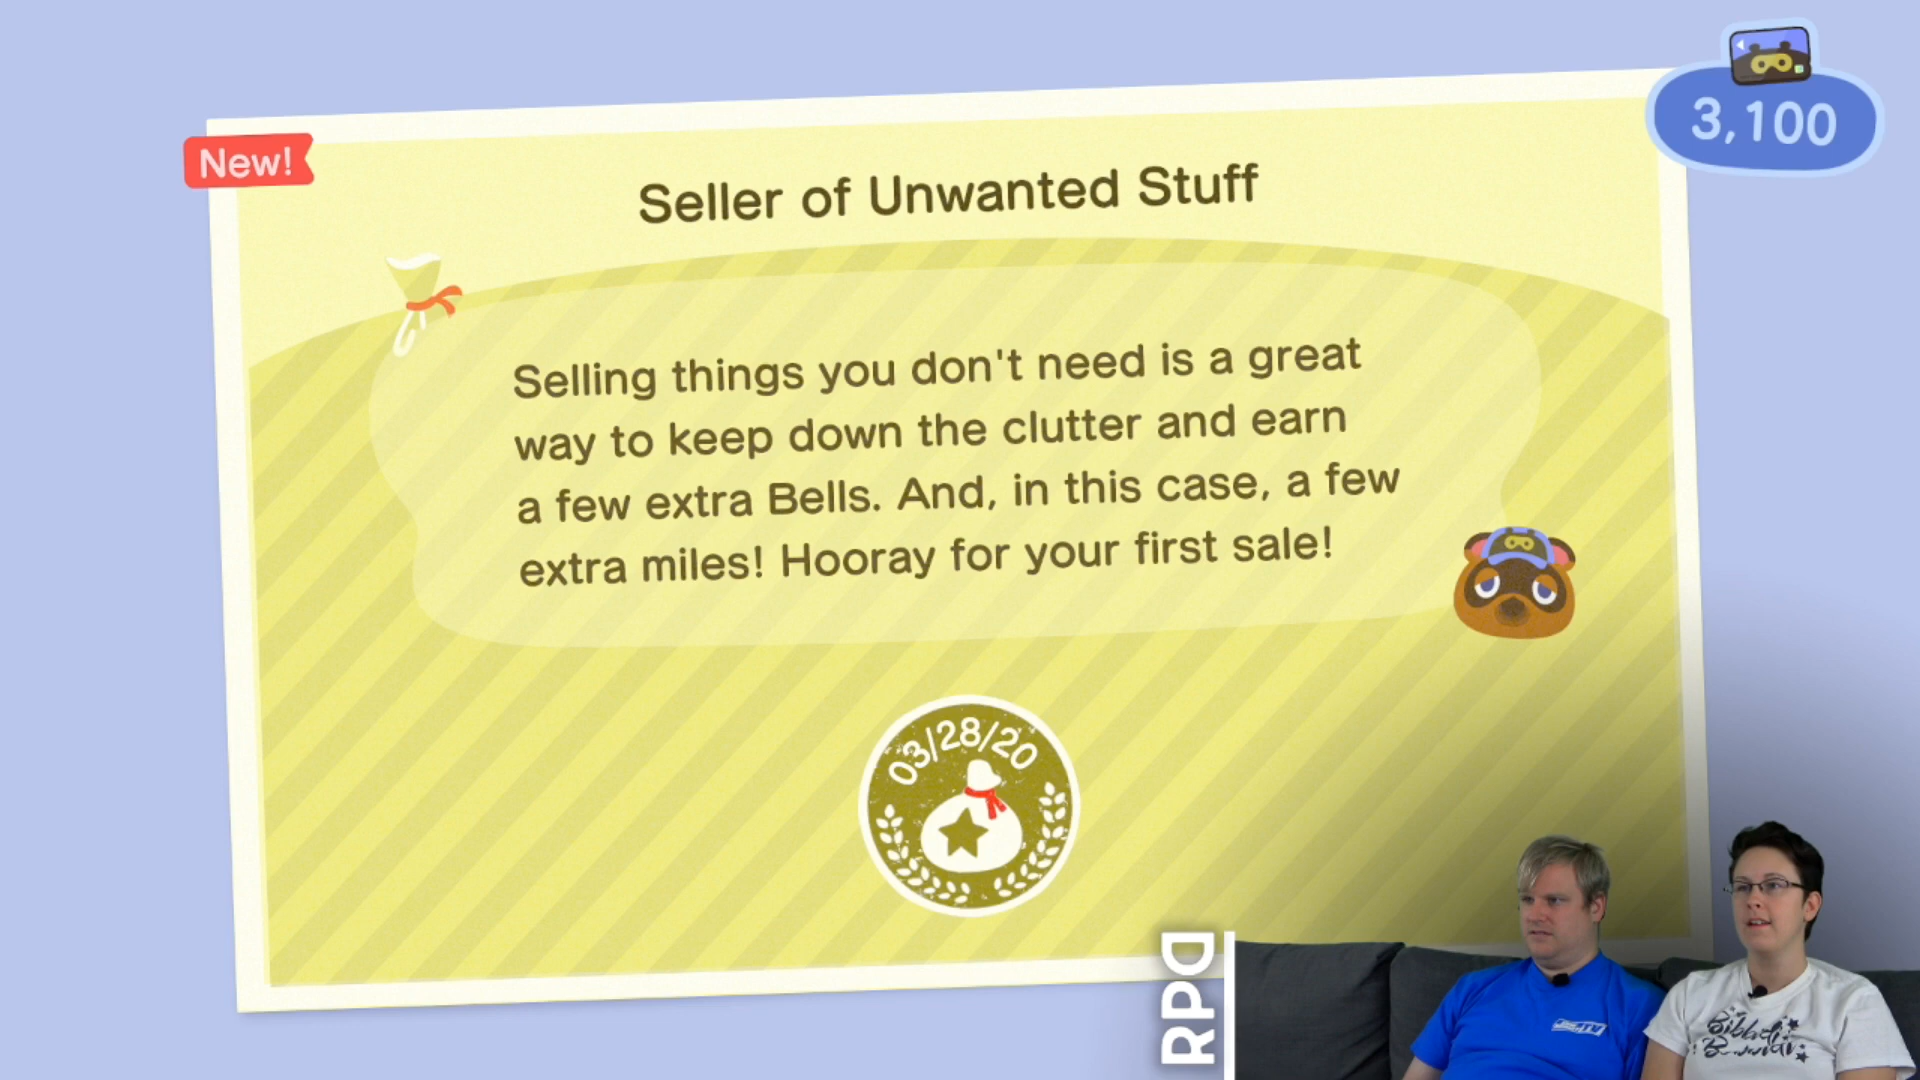 3,100
New!
Seller of Unwanted Stuff
Selling things you don't need is a great
way to keep down the clutter and earn
a few extra Bells. And, in this case, a few
extra miles! Hooray for your first sale!
03/28/20
RPD
Bibbidi